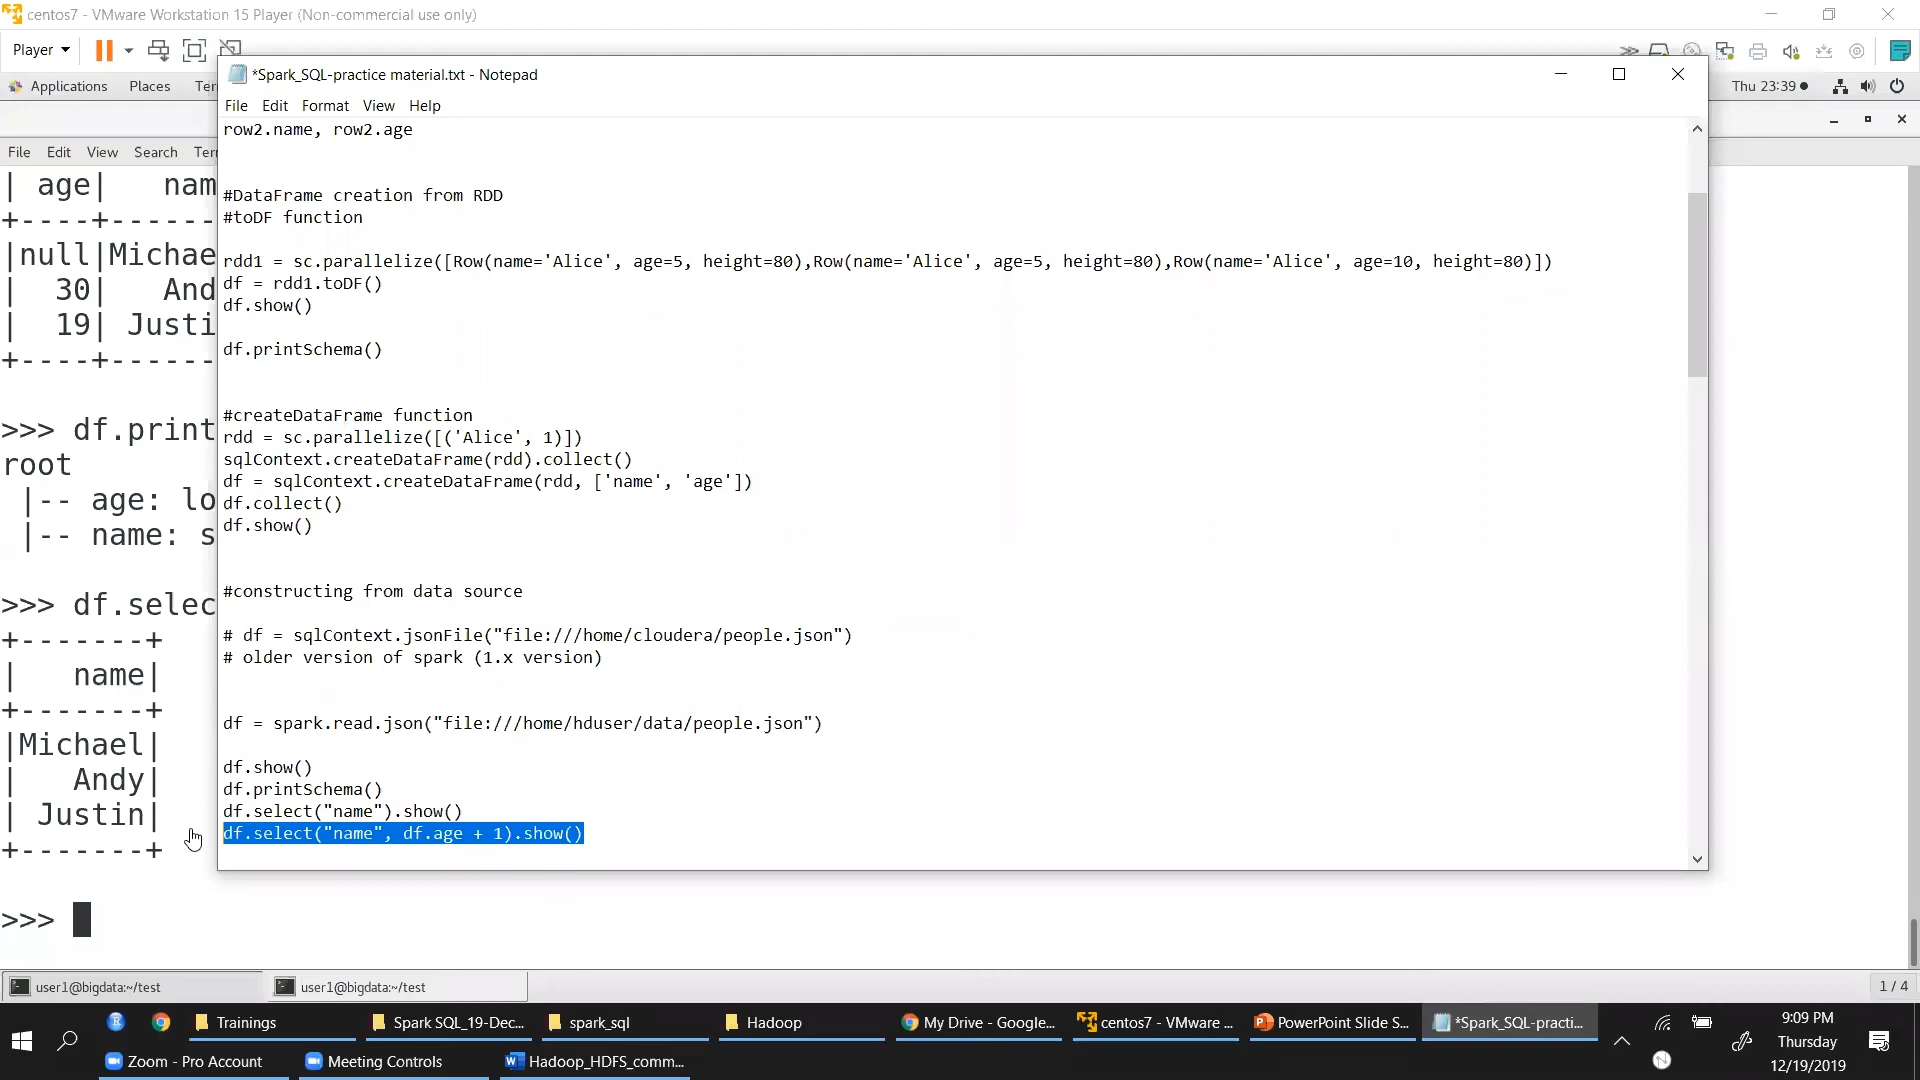 centos7 - VMware Workstation 15 Player (Non-commercial use only)
Player
*Spark_SQL-practice material.txt - Notepad
Applications Places Thu 23:39
File Edit Format View Help
File Edit View Search
row2.name, row2.age
#DataFrame creation from RDD
#toDF function
rdd1 = sc.parallelize([Row(name='Alice', age=5, height=80),Row(name='Alice', age=5, height=80),Row(name='Alice', age=10, height=80)])
df = rdd1.toDF()
df.show()
df.printSchema()
#createDataFrame function
rdd = sc.parallelize([('Alice', 1)])
sqlContext.createDataFrame(rdd).collect()
df = sqlContext.createDataFrame(rdd, ['name', 'age'])
df.collect()
df.show()
#constructing from data source
# df = sqlContext.jsonFile("file:///home/cloudera/people.json")
# older version of spark (1.x version)
df = spark.read.json("file:///home/hduser/data/people.json")
df.show()
df.printSchema()
df.select("name").show()
df.select("name", df.age + 1).show()
| age| nam
+----+------
|null|Michae
| 30| And
| 19| Justi
+----+------
>>> df.print
root
|-- age: lo
|-- name: s
>>> df.selec
+-------+
| name|
+-------+
|Michael|
| Andy|
| Justin|
+-------+
>>>
user1@bigdata:~/test user1@bigdata:~/test 1 / 4
Trainings Spark SQL_19-Dec... spark_sql Hadoop My Drive - Google... centos7 - VMware ... PowerPoint Slide S... *Spark_SQL-practi...
Zoom - Pro Account Meeting Controls Hadoop_HDFS_comm...
9:09 PM
Thursday
12/19/2019